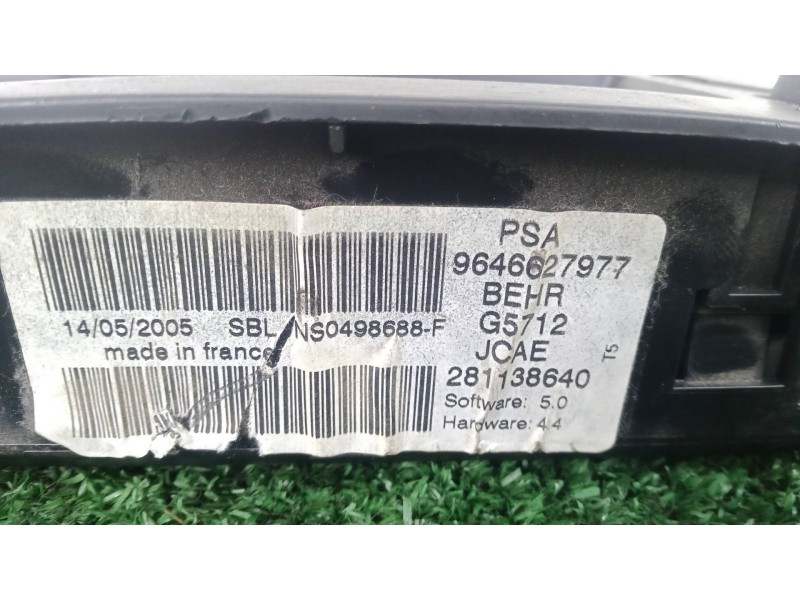 PSA
9646627977
BEHR
G5712
JCAE
281138640
Software: 5.0
Hardware: 4.4
T5
14/05/2005 SBL NS0498688-F
made in france